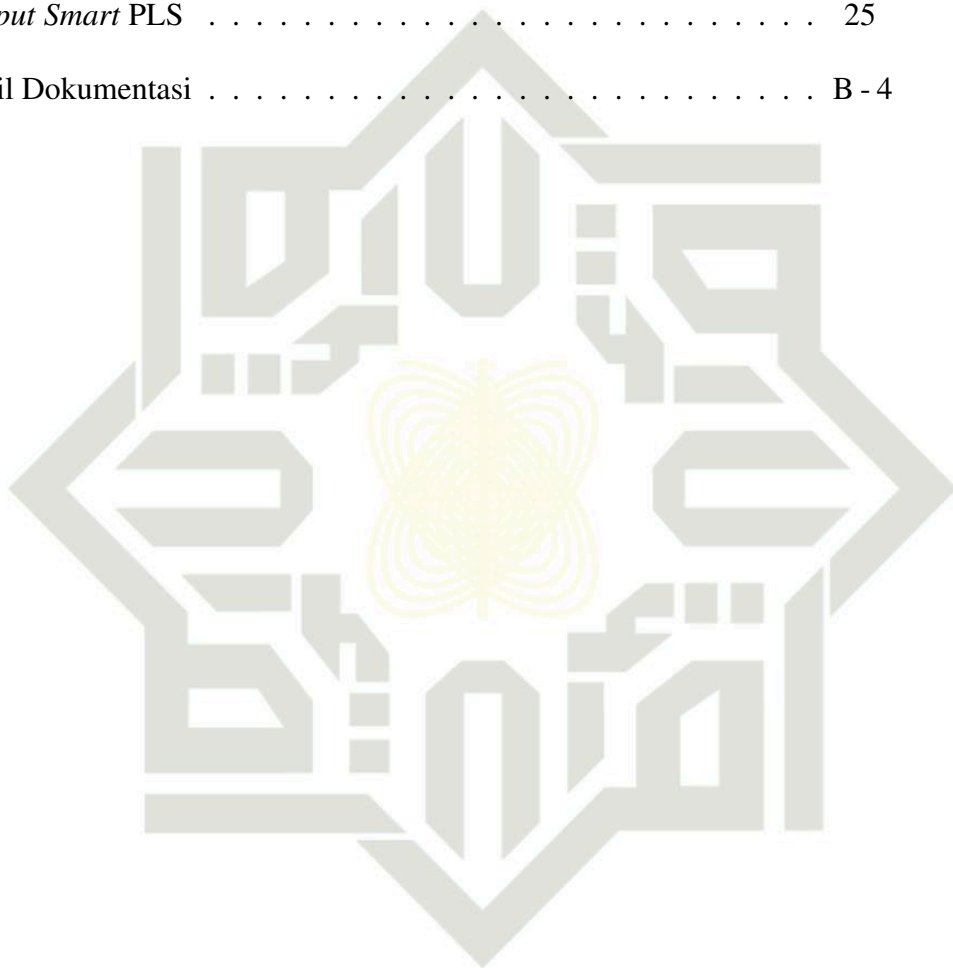 put Smart PLS . . . . . . . . . . . . . . . . . . . . . . . . . . . 25
il Dokumentasi . . . . . . . . . . . . . . . . . . . . . . . . . . B - 4